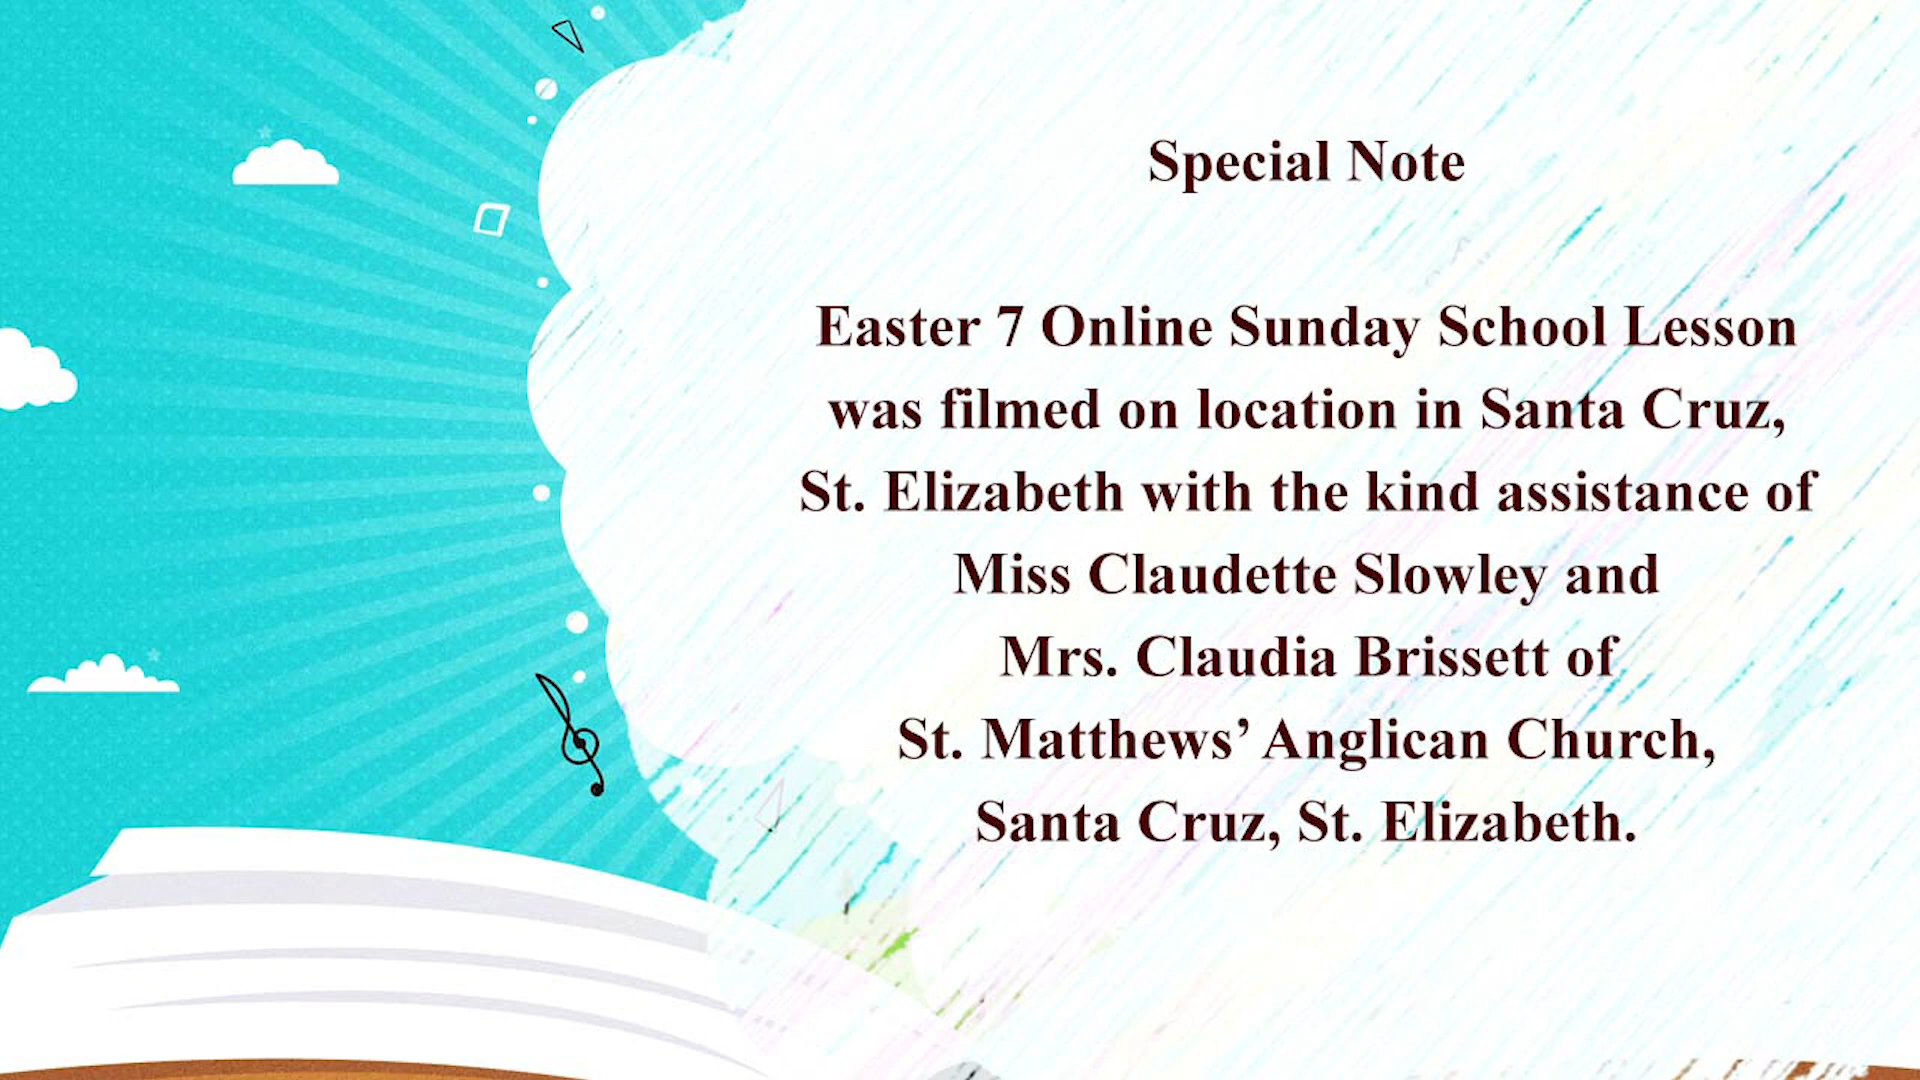 Special Note
Easter 7 Online Sunday School Lesson
was filmed on location in Santa Cruz,
St. Elizabeth with the kind assistance of
Miss Claudette Slowley and
Mrs. Claudia Brissett of
St. Matthews’ Anglican Church,
Santa Cruz, St. Elizabeth.